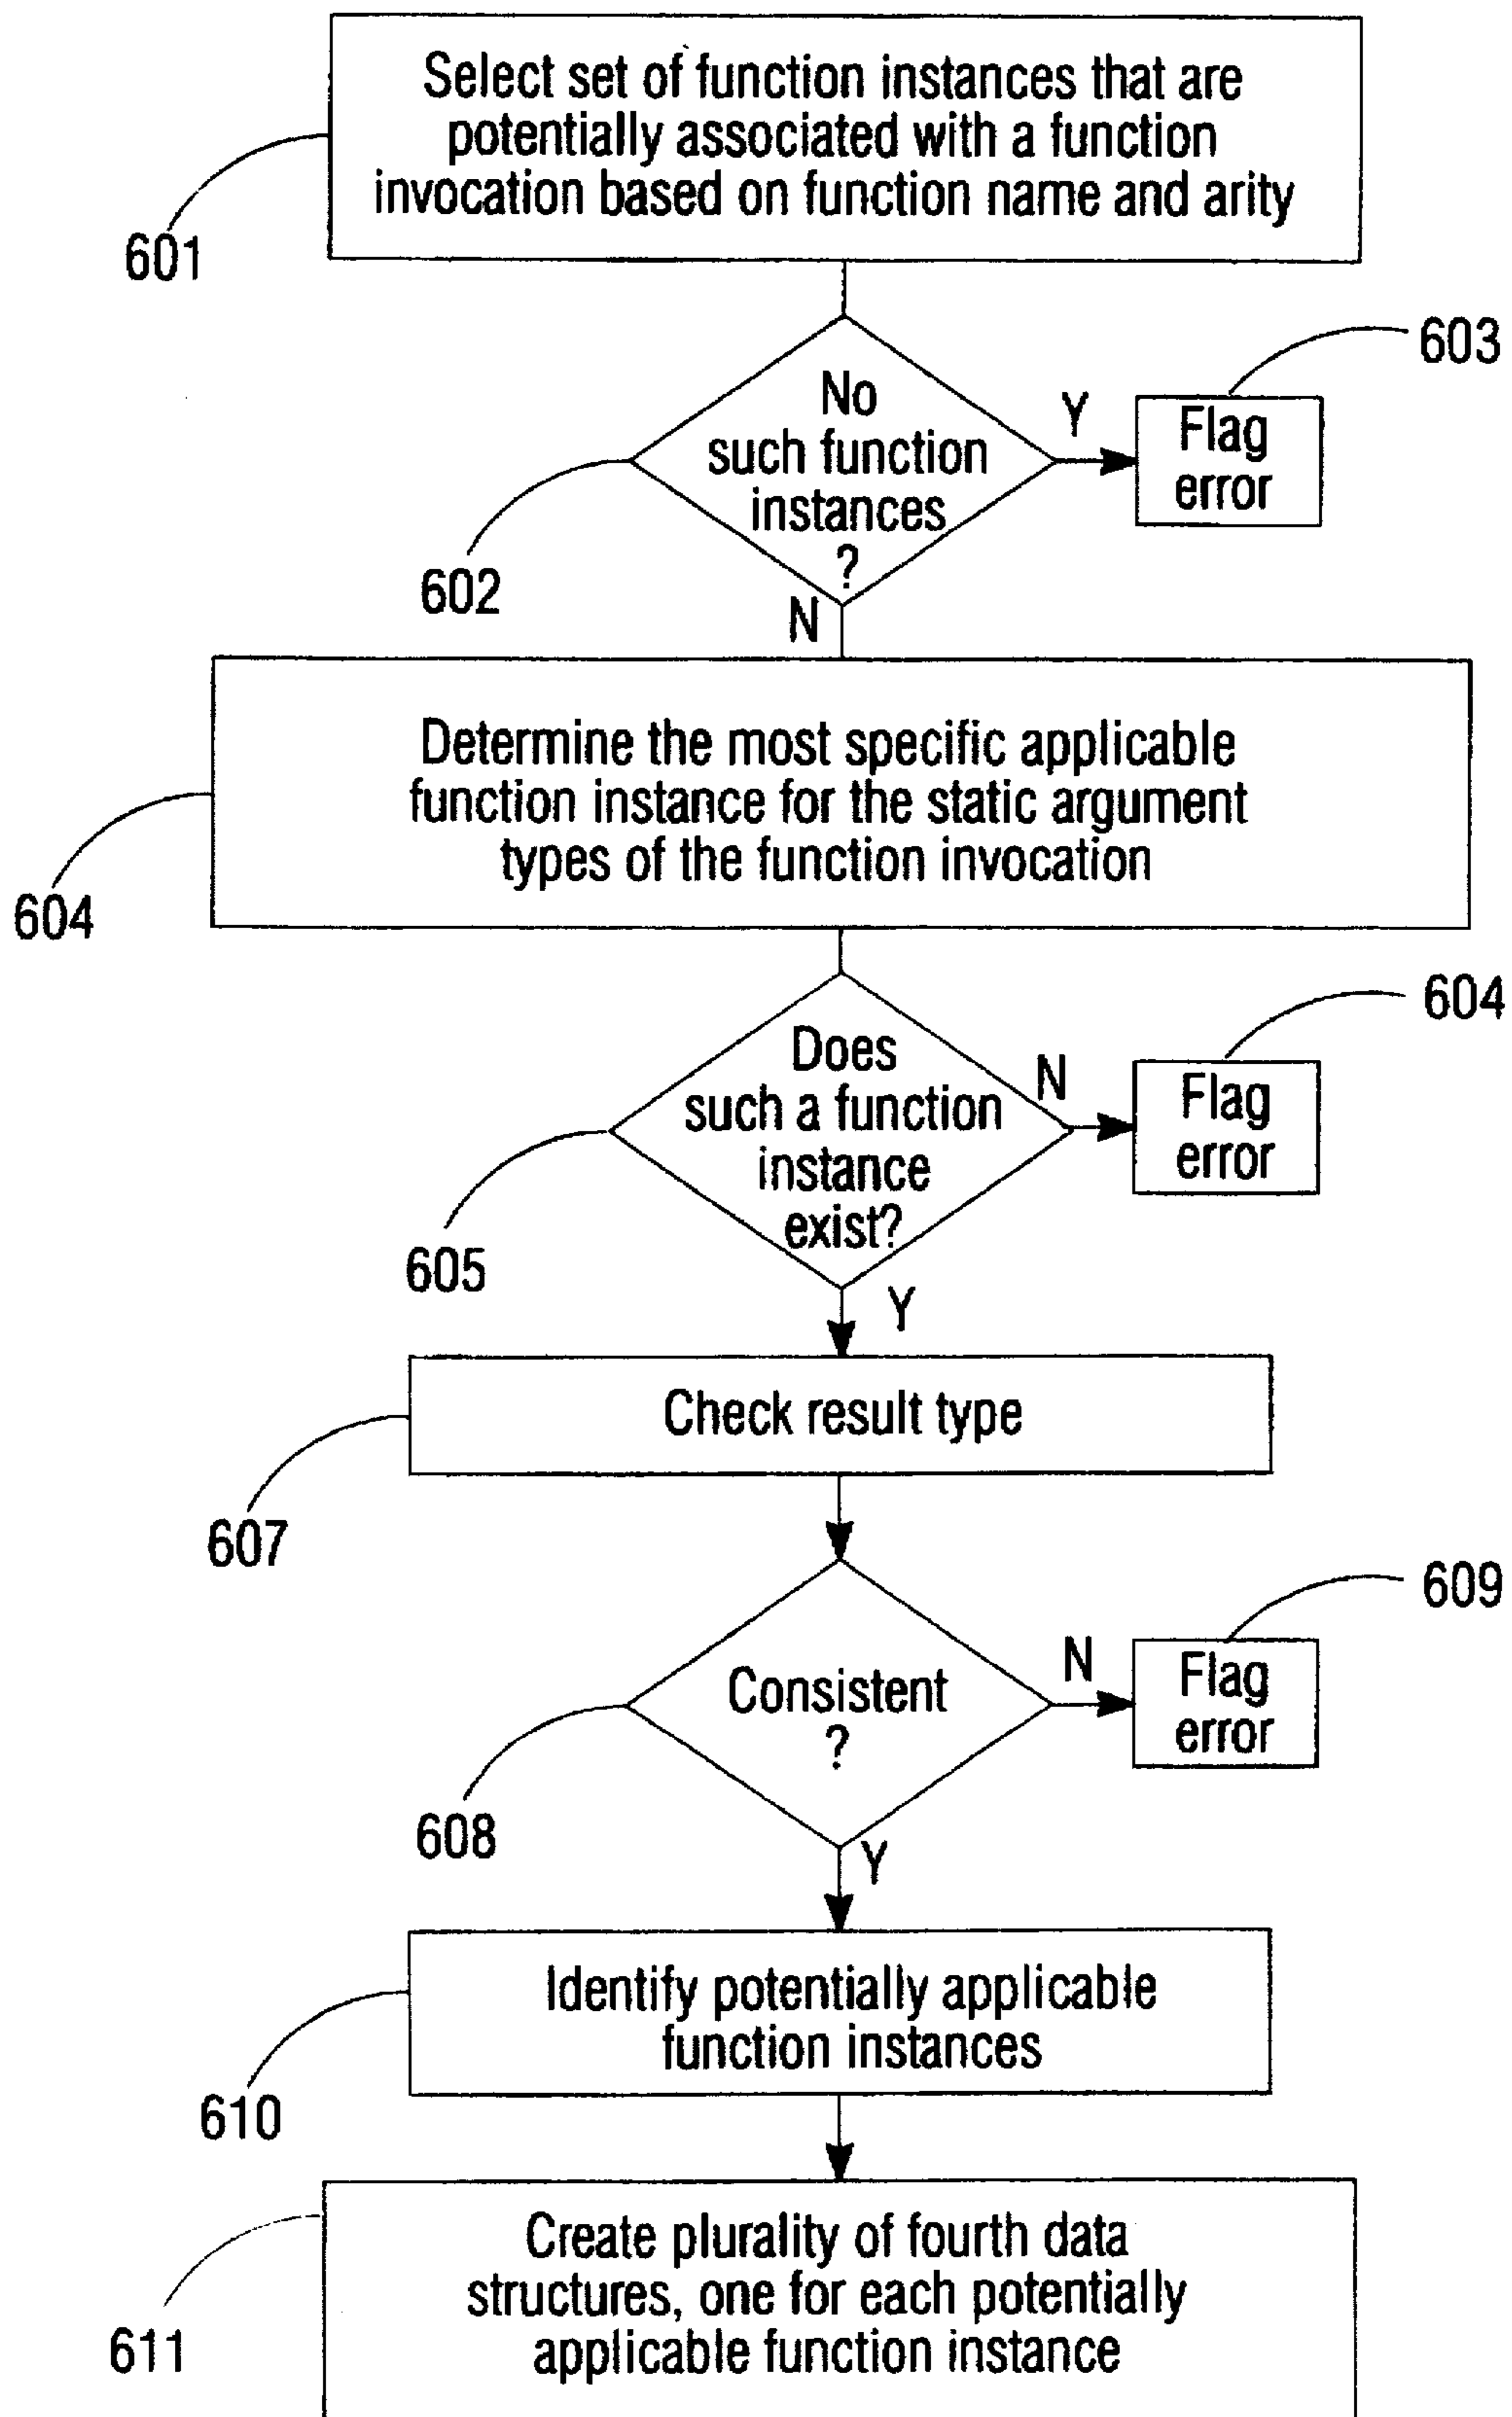 Select set of function instances that are
potentially associated with a function
invocation based on function name and arity
601
603
No
such function
instances
?
Y
Flag
error
602
N
Determine the most specific applicable
function instance for the static argument
types of the function invocation
604
604
Does
such a function
instance
exist?
N
Flag
error
605
Y
Check result type
607
609
Consistent
?
N
Flag
error
608
Y
Identify potentially applicable
function instances
610
Create plurality of fourth data
structures, one for each potentially
applicable function instance
611